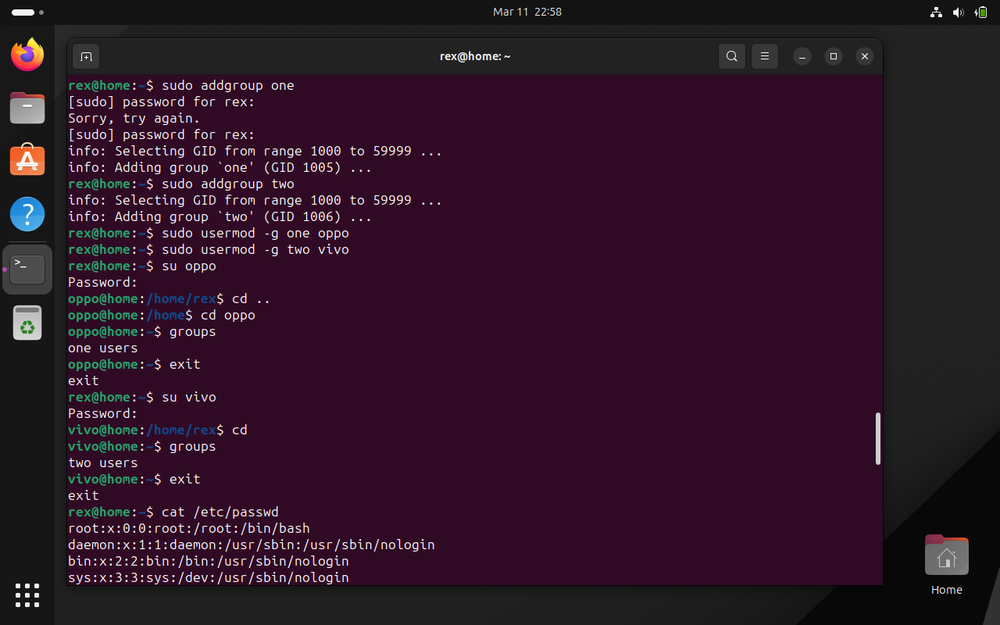 Mar 11 22:58
rex@home: ~
rex@home:~$ sudo addgroup one
[sudo] password for rex:
Sorry, try again.
[sudo] password for rex:
info: Selecting GID from range 1000 to 59999 ...
info: Adding group `one' (GID 1005) ...
rex@home:~$ sudo addgroup two
info: Selecting GID from range 1000 to 59999 ...
info: Adding group `two' (GID 1006) ...
rex@home:~$ sudo usermod -g one oppo
rex@home:~$ sudo usermod -g two vivo
rex@home:~$ su oppo
Password:
oppo@home:/home/rex$ cd ..
oppo@home:/home$ cd oppo
oppo@home:~$ groups
one users
oppo@home:~$ exit
exit
rex@home:~$ su vivo
Password:
vivo@home:/home/rex$ cd
vivo@home:~$ groups
two users
vivo@home:~$ exit
exit
rex@home:~$ cat /etc/passwd
root:x:0:0:root:/root:/bin/bash
daemon:x:1:1:daemon:/usr/sbin:/usr/sbin/nologin
bin:x:2:2:bin:/bin:/usr/sbin/nologin
sys:x:3:3:sys:/dev:/usr/sbin/nologin
Home